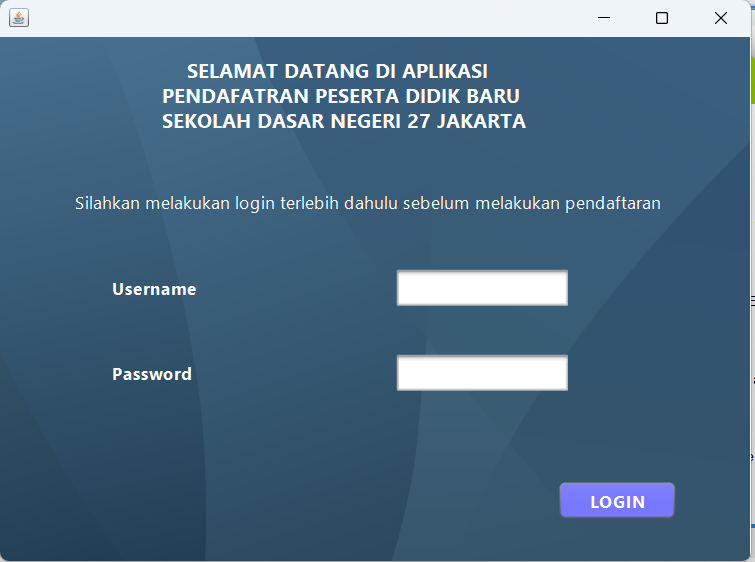 SELAMAT DATANG DI APLIKASI
PENDAFATRAN PESERTA DIDIK BARU
SEKOLAH DASAR NEGERI 27 JAKARTA
Silahkan melakukan login terlebih dahulu sebelum melakukan pendaftaran
Username
Password
LOGIN